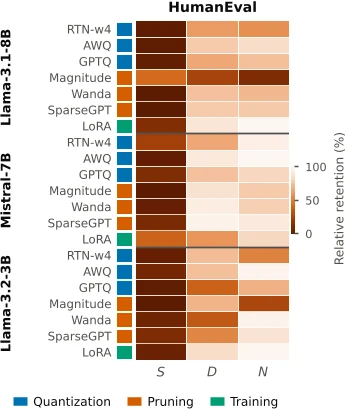 HumanEval
Llama-3.1-8B
RTN-w4
AWQ
GPTQ
Magnitude
Wanda
SparseGPT
LoRA
Mistral-7B
RTN-w4
AWQ
GPTQ
Magnitude
Wanda
SparseGPT
LoRA
Llama-3.2-3B
RTN-w4
AWQ
GPTQ
Magnitude
Wanda
SparseGPT
LoRA
S D N
100
50
0
Relative retention (%)
Quantization Pruning Training